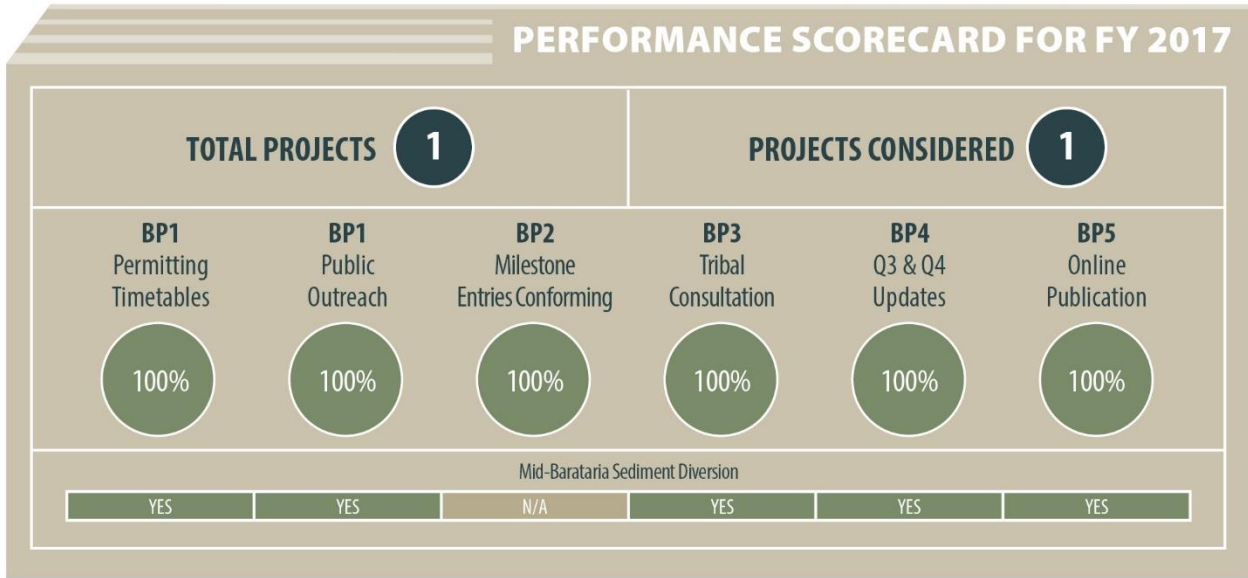 PERFORMANCE SCORECARD FOR FY 2017
TOTAL PROJECTS 1
PROJECTS CONSIDERED 1
BP1
Permitting
Timetables
100%
BP1
Public
Outreach
100%
BP2
Milestone
Entries Conforming
100%
BP3
Tribal
Consultation
100%
BP4
Q3 & Q4
Updates
100%
BP5
Online
Publication
100%
Mid-Barataria Sediment Diversion
YES YES N/A YES YES YES